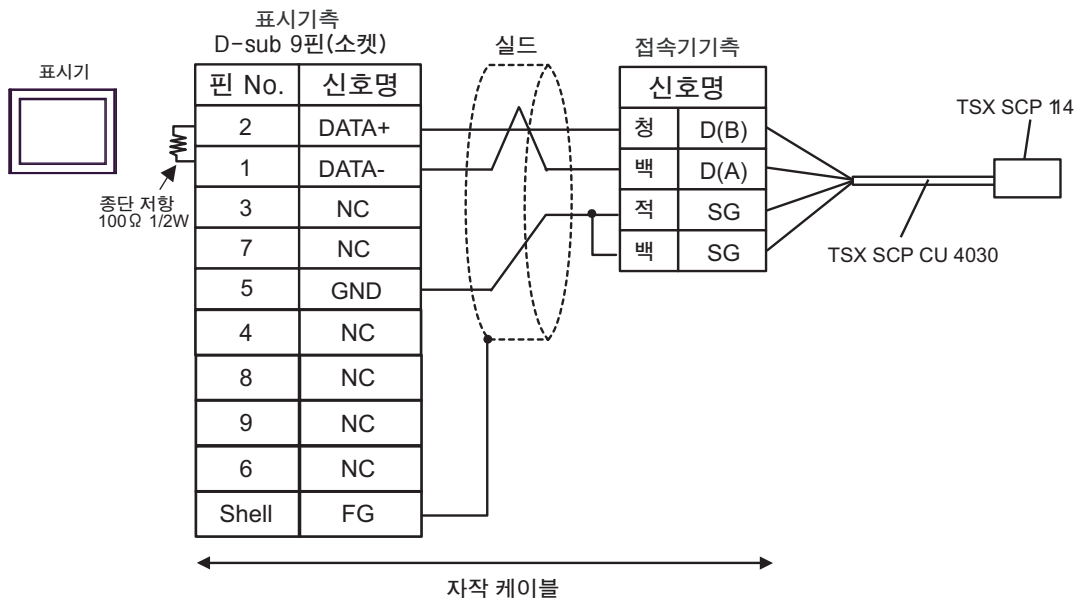 표시기측
D-sub 9핀(소켓)
실드
접속기기측
표시기
핀 No.
신호명
신호명
TSX SCP 114
2
DATA+
청
D(B)
1
DATA-
백
D(A)
종단 저항
100Ω 1/2W
3
NC
적
SG
7
NC
백
SG
TSX SCP CU 4030
5
GND
4
NC
8
NC
9
NC
6
NC
Shell
FG
자작 케이블